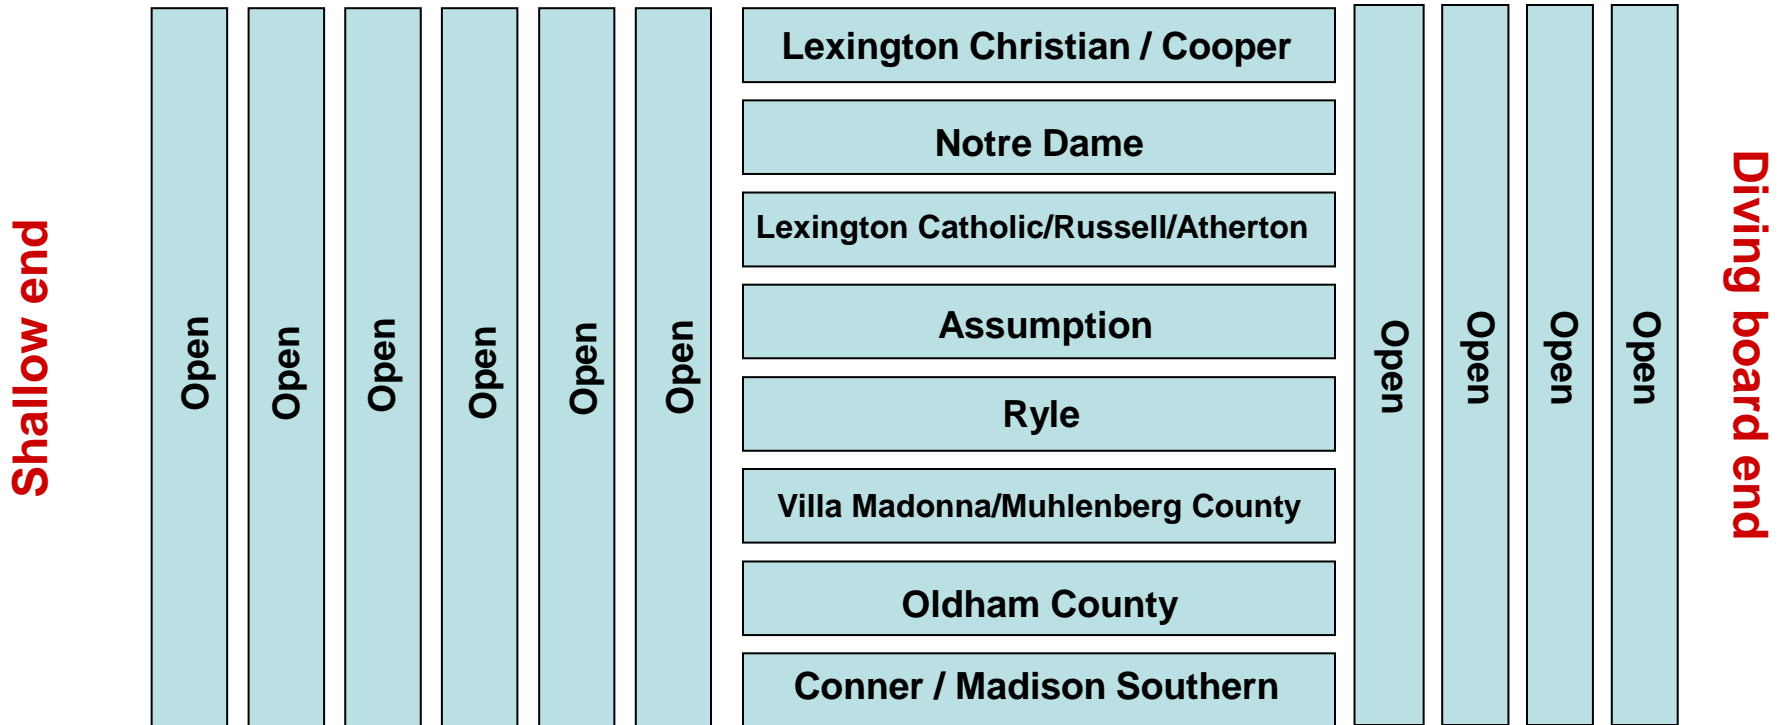 Shallow end
Open
Open
Open
Open
Open
Open
Lexington Christian / Cooper
Notre Dame
Lexington Catholic/Russell/Atherton
Assumption
Ryle
Villa Madonna/Muhlenberg County
Oldham County
Conner / Madison Southern
Open
Open
Open
Open
Diving board end